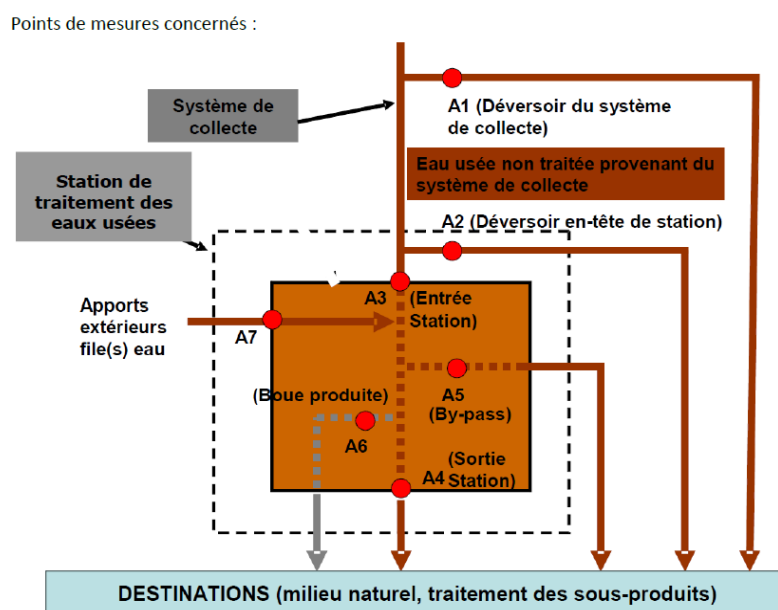 Points de mesures concernés :
Système de
collecte
A1 (Déversoir du système
de collecte)
Eau usée non traitée provenant du
système de collecte
Station de
traitement des
eaux usées
A2 (Déversoir en-tête de station)
A3
(Entrée
Station)
Apports
extérieurs
file(s) eau
A7
(Boue produite)
A5
(By-pass)
A6
(Sortie
A4 Station)
DESTINATIONS (milieu naturel, traitement des sous-produits)